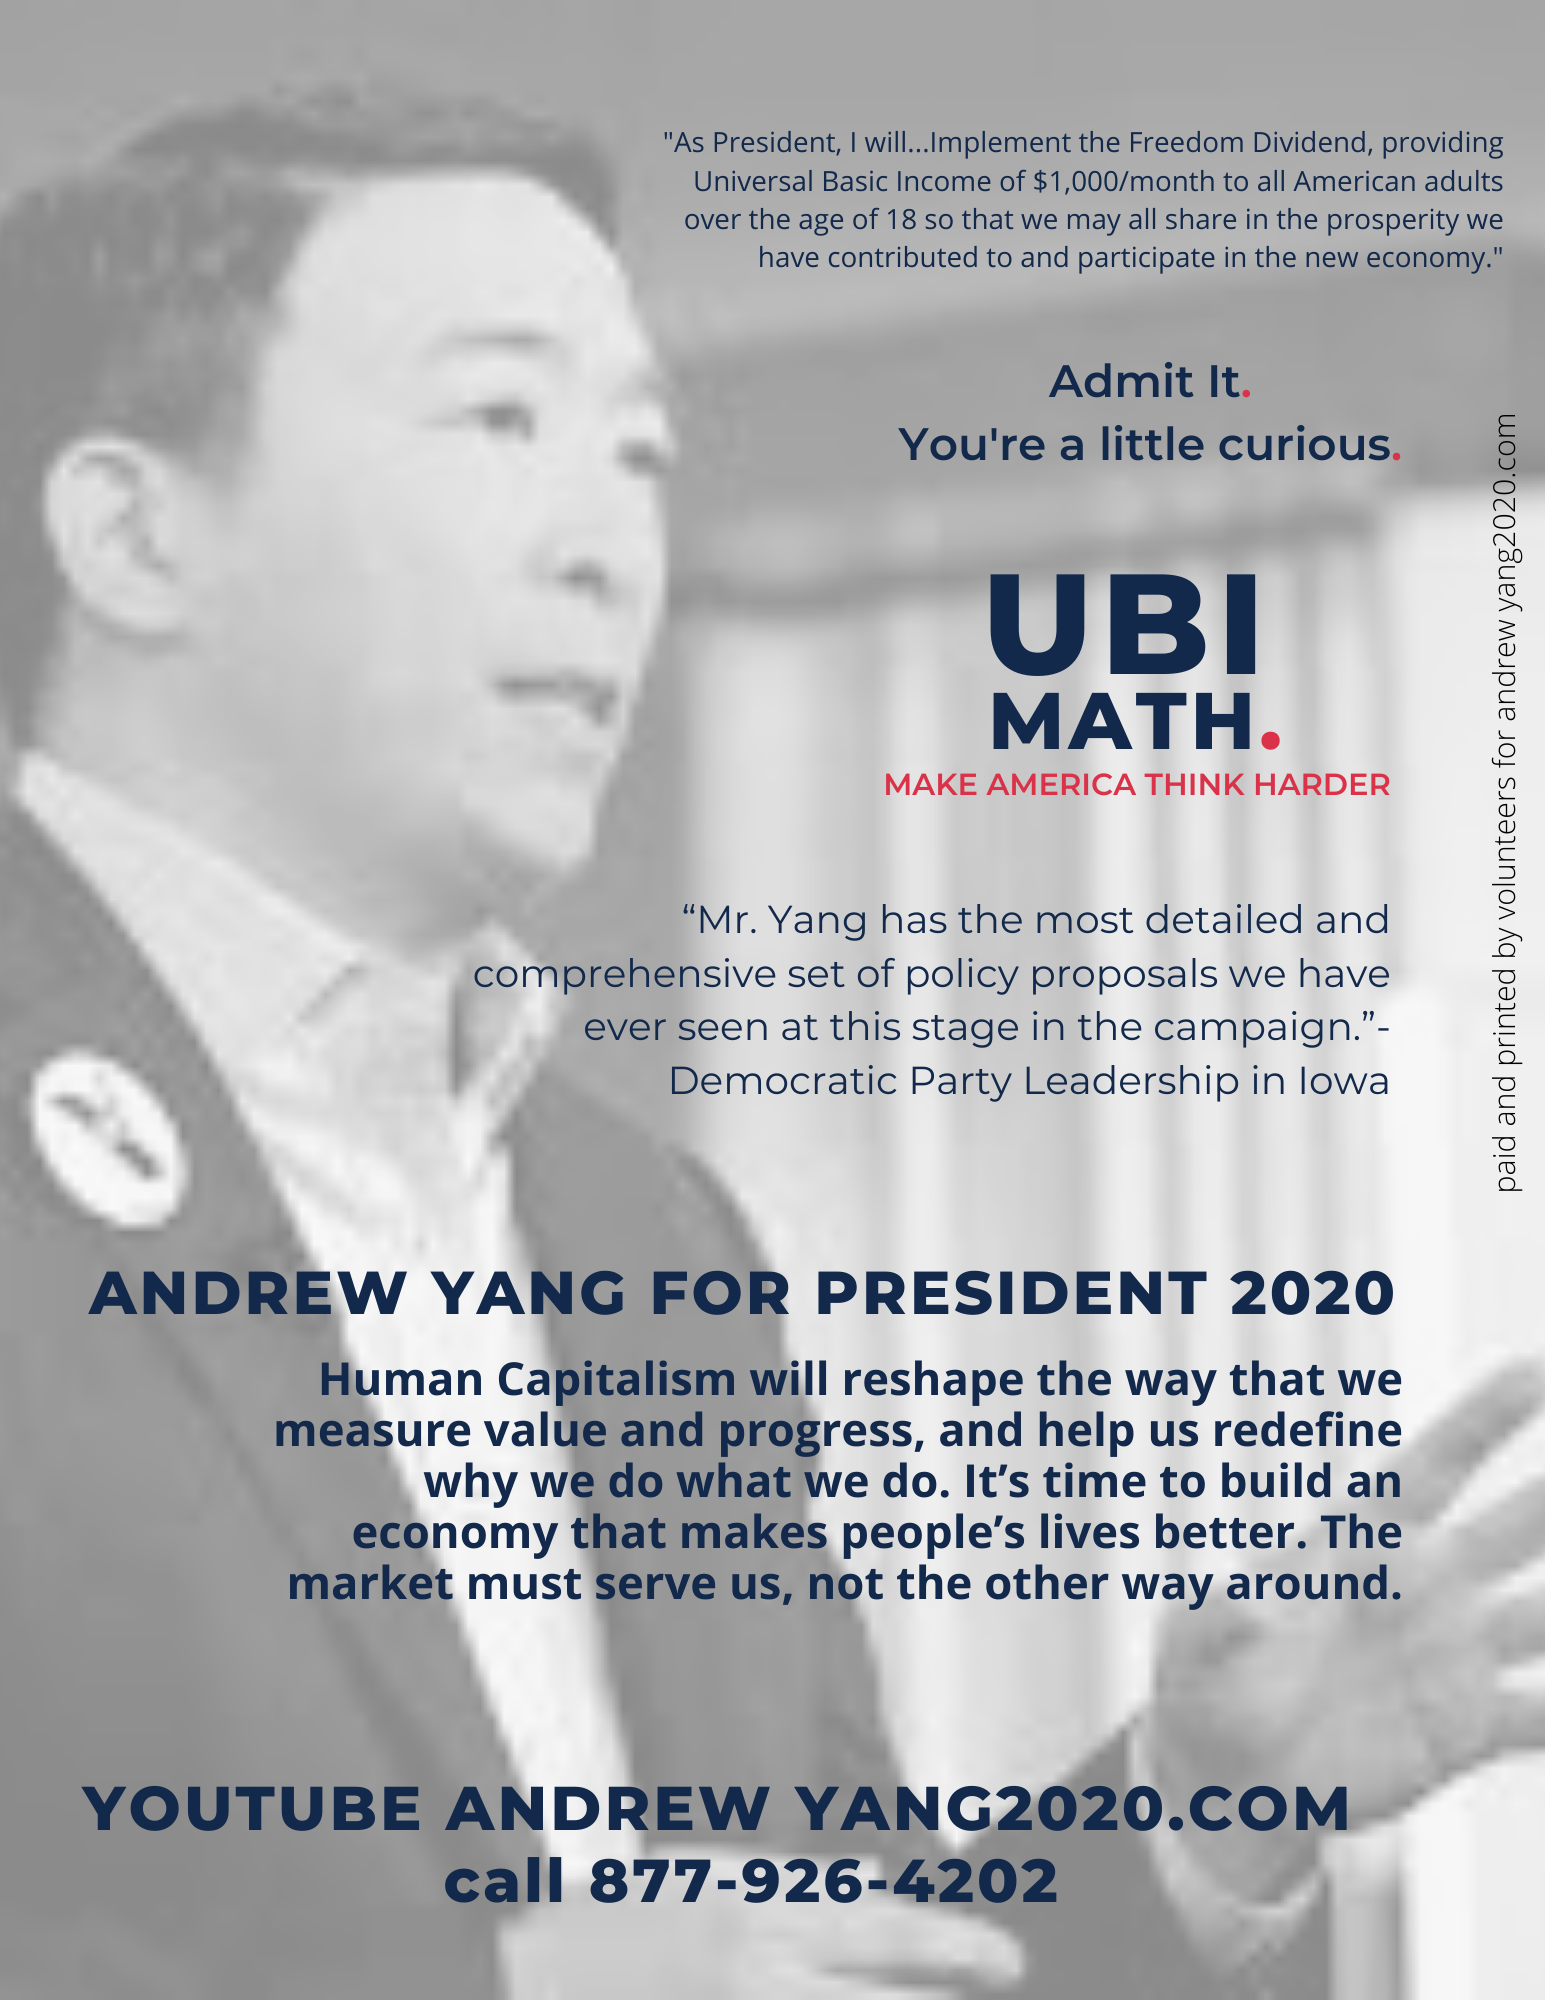 "As President, I will...Implement the Freedom Dividend, providing
Universal Basic Income of $1,000/month to all American adults
over the age of 18 so that we may all share in the prosperity we
have contributed to and participate in the new economy."
Admit It.
You're a little curious.
UBI
MATH.
MAKE AMERICA THINK HARDER
“Mr. Yang has the most detailed and
comprehensive set of policy proposals we have
ever seen at this stage in the campaign.”-
Democratic Party Leadership in Iowa
ANDREW YANG FOR PRESIDENT 2020
Human Capitalism will reshape the way that we
measure value and progress, and help us redefine
why we do what we do. It’s time to build an
economy that makes people’s lives better. The
market must serve us, not the other way around.
YOUTUBE ANDREW YANG2020.COM
call 877-926-4202
paid and printed by volunteers for andrew yang2020.com